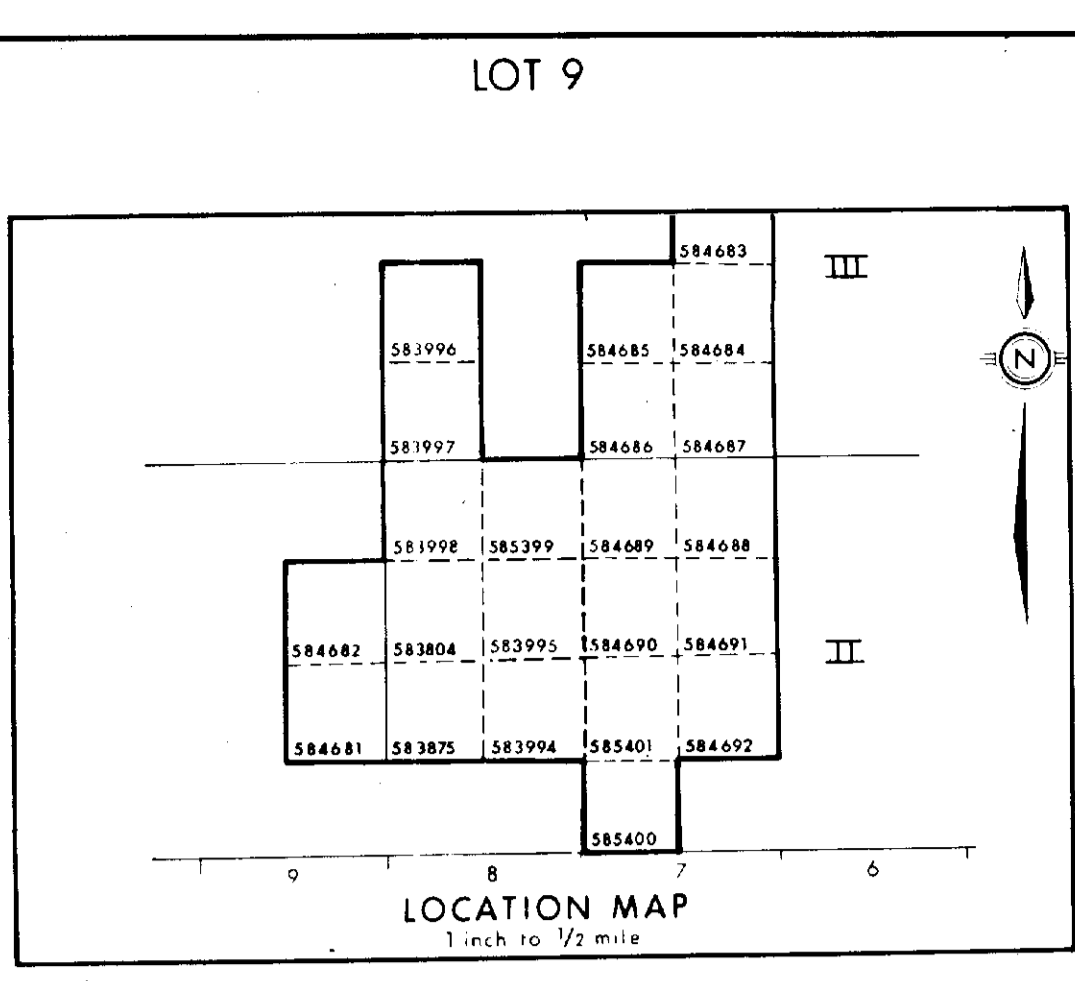 LOT 9
584683
III
583996 584685 584684
N
583997 584686 584687
583998 585399 584689 584688
584682 583804 583995 584690 584691 II
584681 583875 583994 585401 584692
585400
9 8 7 6
LOCATION MAP
1 inch to 1/2 mile